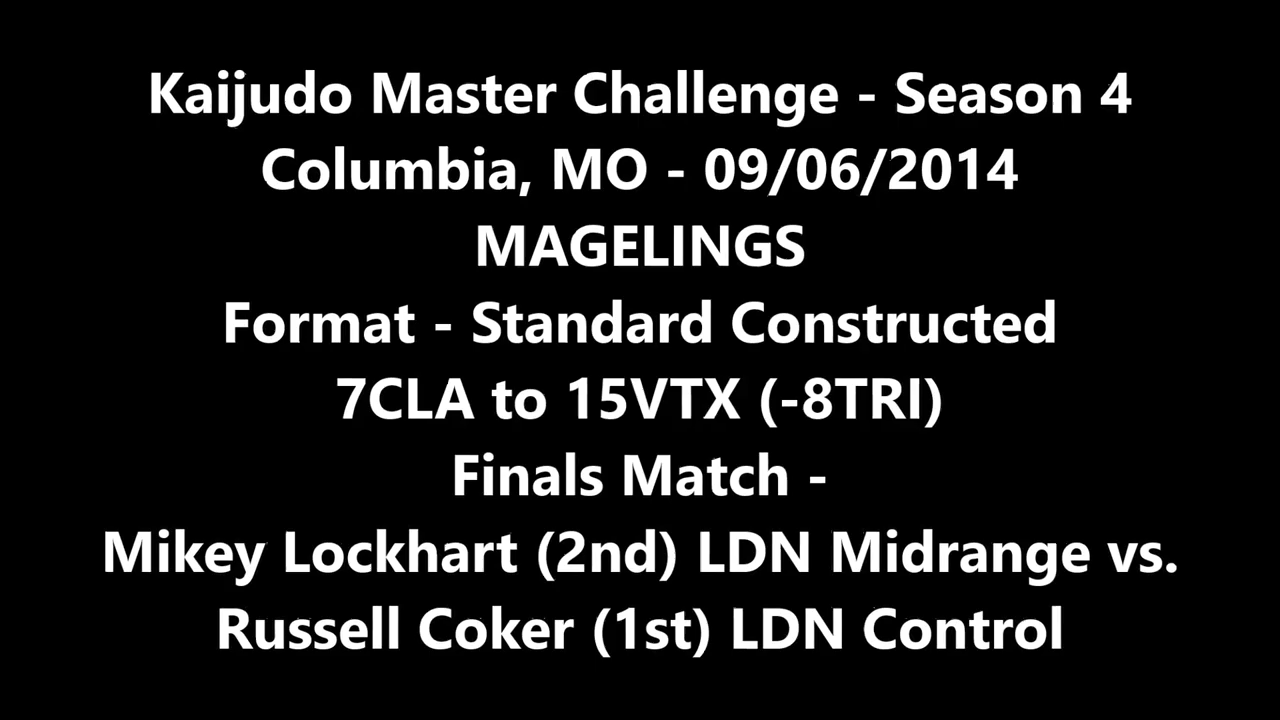 Kaijudo Master Challenge - Season 4
Columbia, MO - 09/06/2014
MAGELINGS
Format - Standard Constructed
7CLA to 15VTX (-8TRI)
Finals Match -
Mikey Lockhart (2nd) LDN Midrange vs.
Russell Coker (1st) LDN Control